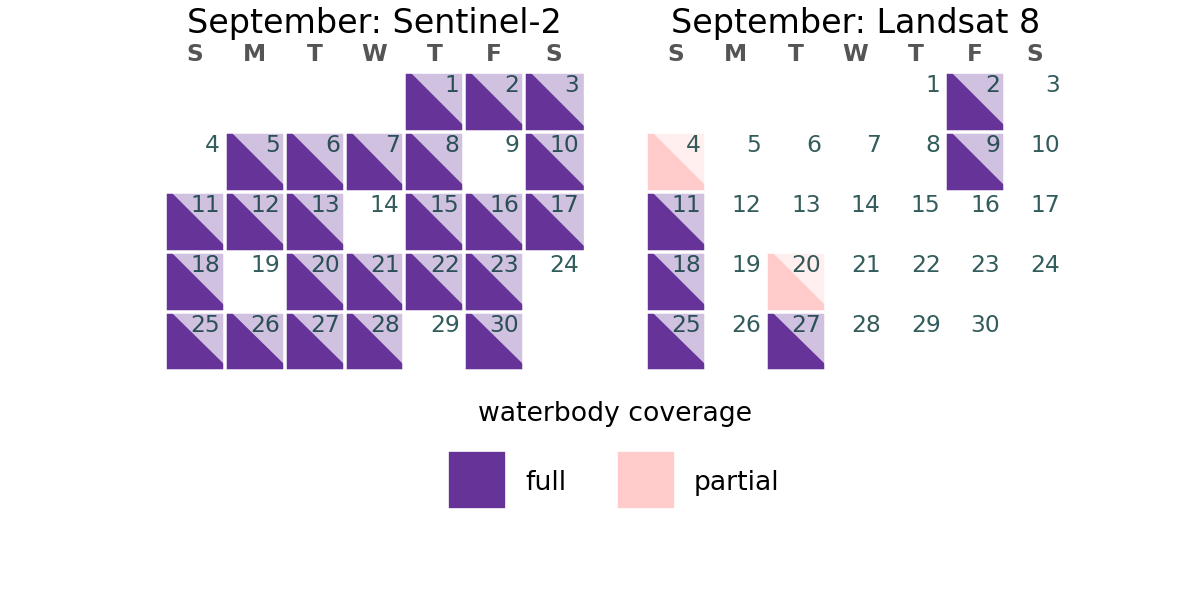 September: Sentinel-2
S M T W T F S
1 2 3
4 5 6 7 8 9 10
11 12 13 14 15 16 17
18 19 20 21 22 23 24
25 26 27 28 29 30
September: Landsat 8
S M T W T F S
1 2 3
4 5 6 7 8 9 10
11 12 13 14 15 16 17
18 19 20 21 22 23 24
25 26 27 28 29 30
waterbody coverage
full partial